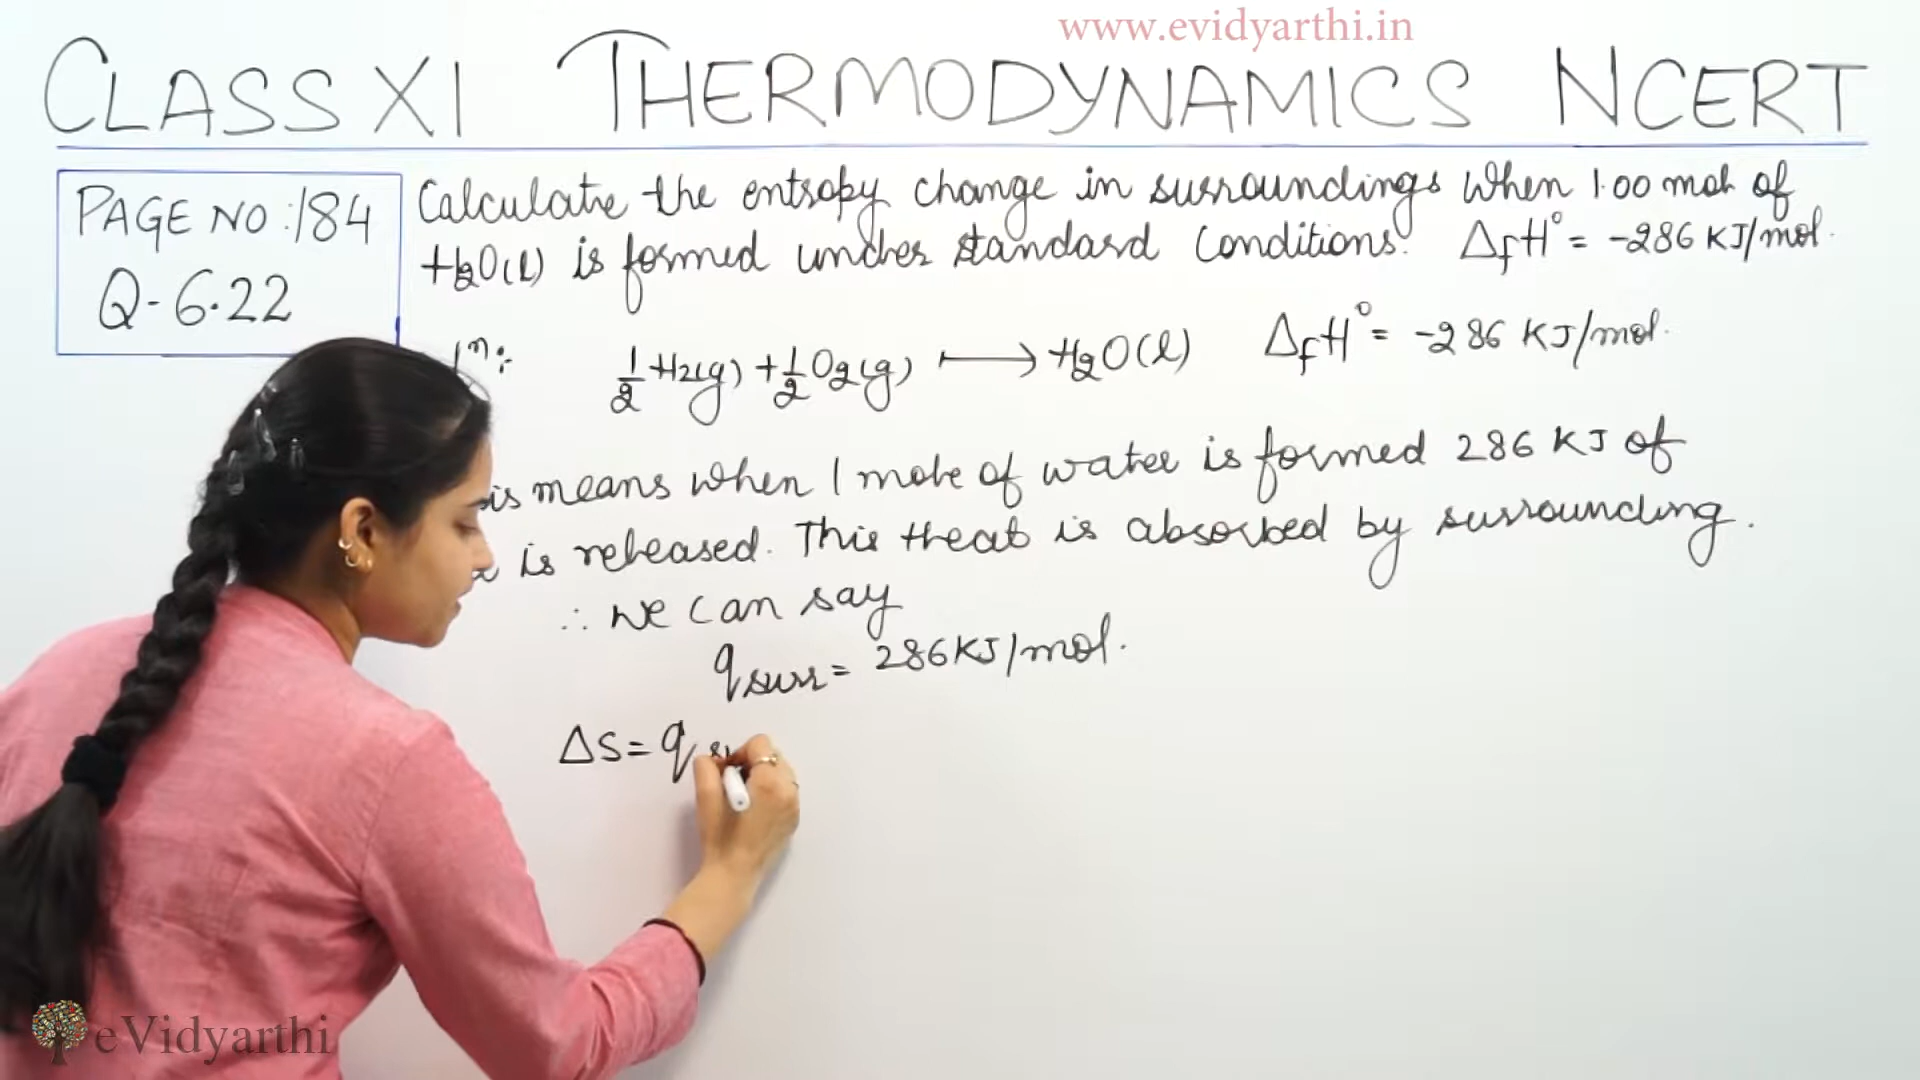 www.evidyarthi.in
CLASS XI THERMODYNAMICS NCERT
PAGE NO:184
Q-6.22
Calculate the entropy change in surroundings when 1.00 mol of
H2O(l) is formed under standard conditions. ΔfH° = -286 KJ/mol.
1/2 H2(g) + 1/2 O2(g) ⟶ H2O(l) ΔfH° = -286 KJ/mol.
means when 1 mole of water is formed 286 KJ of
is released. This heat is absorbed by surrounding.
∴ we can say
qsurr = 286 KJ/mol.
ΔS = q
eVidyarthi